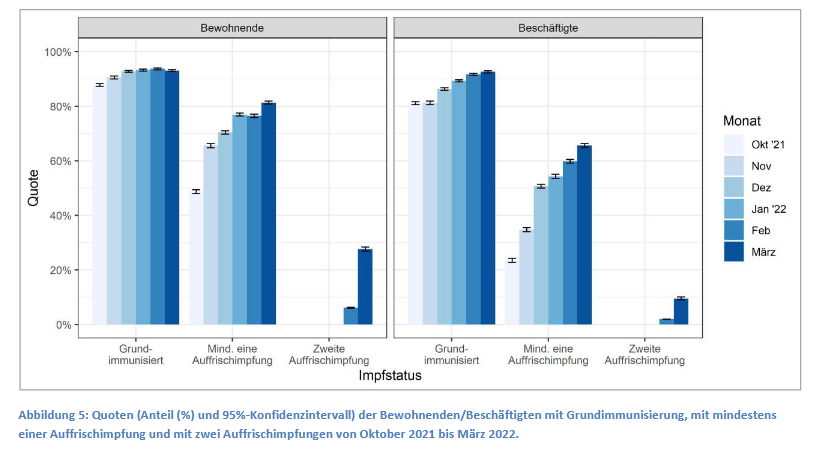 Bewohnende
Beschäftigte
100%
80%
60%
40%
20%
0%
Quote
Grund-
immunisiert
Mind. eine
Auffrischimpfung
Zweite
Auffrischimpfung
Grund-
immunisiert
Mind. eine
Auffrischimpfung
Zweite
Auffrischimpfung
Impfstatus
Monat
Okt '21
Nov
Dez
Jan '22
Feb
März
Abbildung 5: Quoten (Anteil (%) und 95%-Konfidenzintervall) der Bewohnenden/Beschäftigten mit Grundimmunisierung, mit mindestens
einer Auffrischimpfung und mit zwei Auffrischimpfungen von Oktober 2021 bis März 2022.